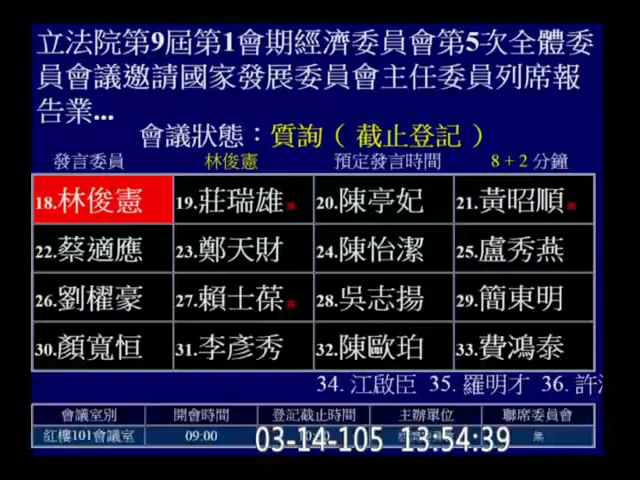 立法院第9屆第1會期經濟委員會第5次全體委
員會議邀請國家發展委員會主任委員列席報
告業...
會議狀態：質詢（截止登記）
發言委員 林俊憲 預定發言時間 8 + 2 分鐘
18.林俊憲 19.莊瑞雄 20.陳亭妃 21.黃昭順
22.蔡適應 23.鄭天財 24.陳怡潔 25.盧秀燕
26.劉櫂豪 27.賴士葆 28.吳志揚 29.簡東明
30.顏寬恒 31.李彥秀 32.陳歐珀 33.費鴻泰
34. 江啟臣 35. 羅明才 36. 許
會議室別 開會時間 登記截止時間 主辦單位 聯席委員會
紅樓101會議室 09:00 無
03-14-105 13:54:39